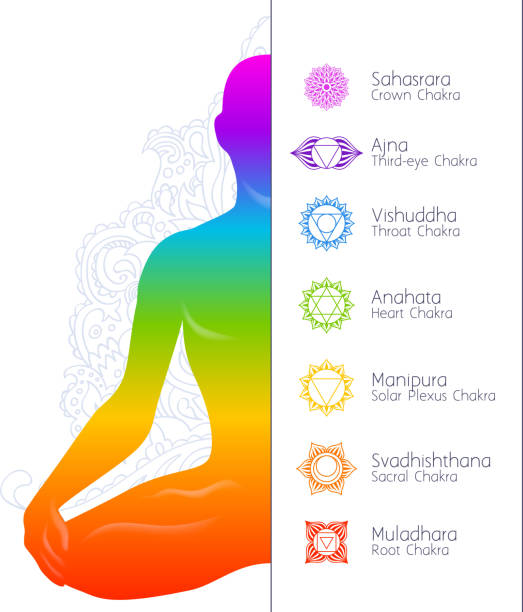 Sahasrara
Crown Chakra
Ajna
Third-eye Chakra
Vishuddha
Throat Chakra
Anahata
Heart Chakra
Manipura
Solar Plexus Chakra
Svadhishthana
Sacral Chakra
Muladhara
Root Chakra